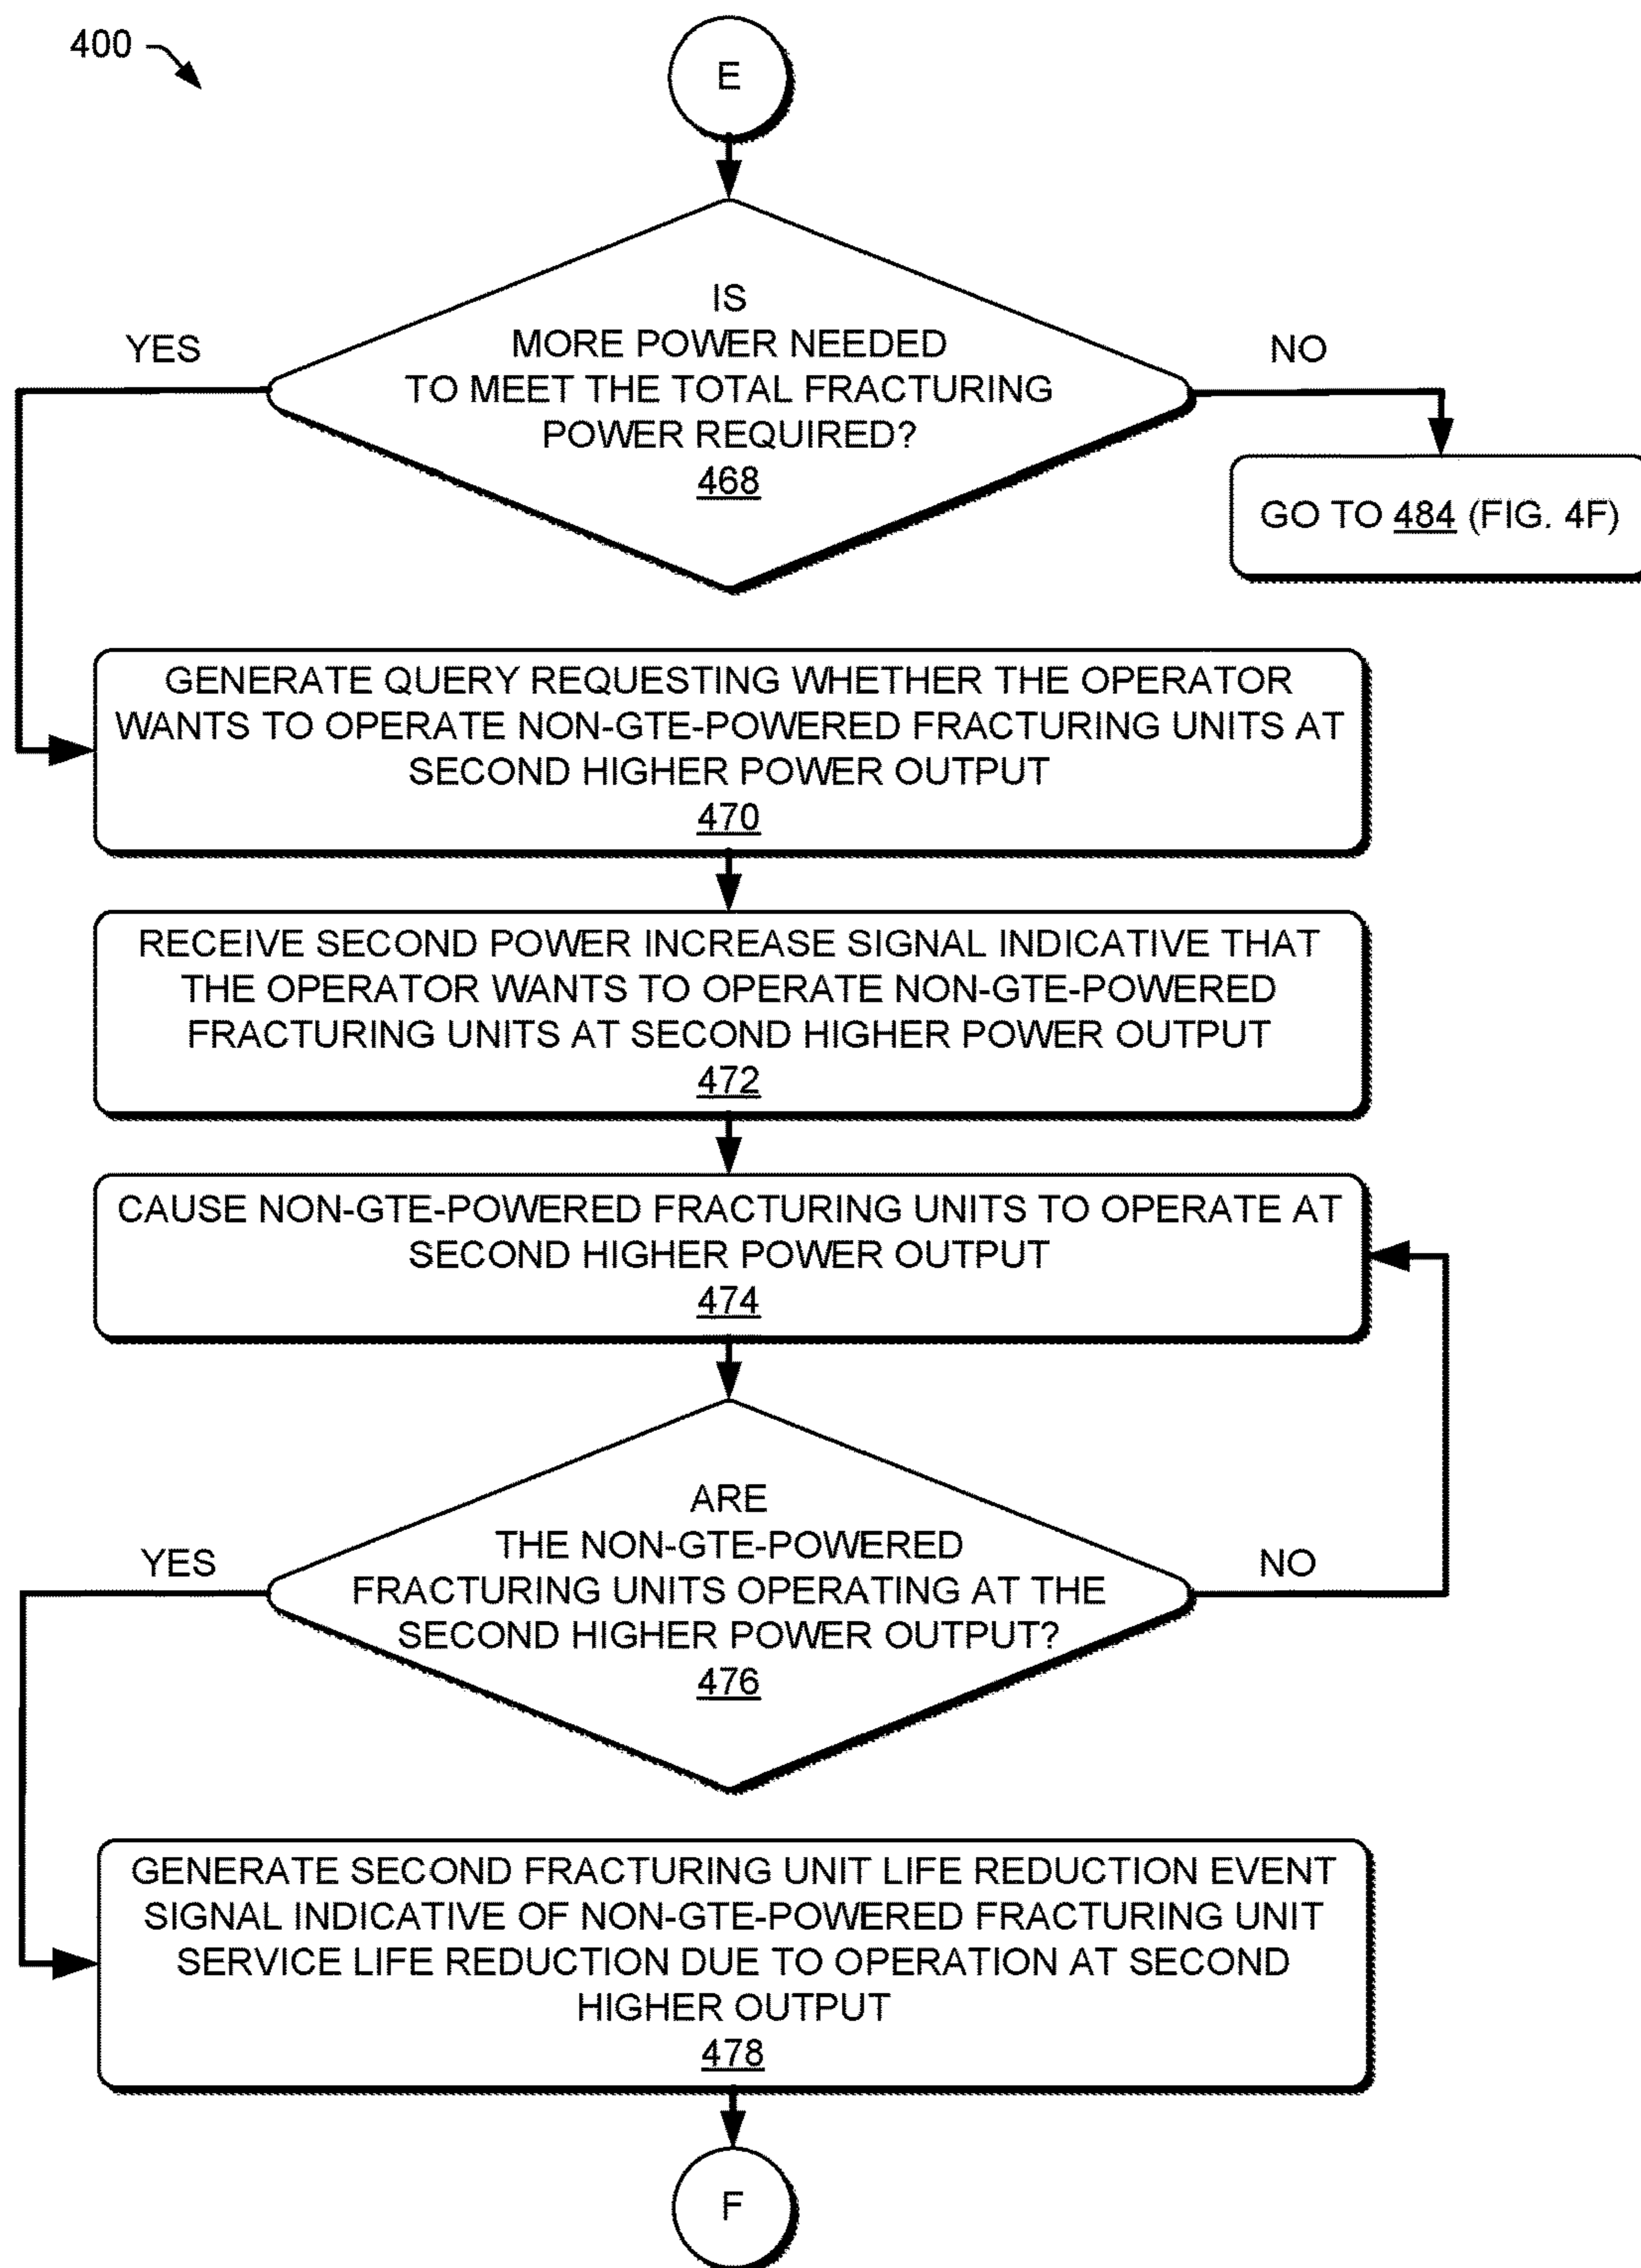 400
E
IS
MORE POWER NEEDED
TO MEET THE TOTAL FRACTURING
POWER REQUIRED?
468
YES
NO
GO TO 484 (FIG. 4F)
GENERATE QUERY REQUESTING WHETHER THE OPERATOR
WANTS TO OPERATE NON-GTE-POWERED FRACTURING UNITS AT
SECOND HIGHER POWER OUTPUT
470
RECEIVE SECOND POWER INCREASE SIGNAL INDICATIVE THAT
THE OPERATOR WANTS TO OPERATE NON-GTE-POWERED
FRACTURING UNITS AT SECOND HIGHER POWER OUTPUT
472
CAUSE NON-GTE-POWERED FRACTURING UNITS TO OPERATE AT
SECOND HIGHER POWER OUTPUT
474
ARE
THE NON-GTE-POWERED
FRACTURING UNITS OPERATING AT THE
SECOND HIGHER POWER OUTPUT?
476
YES
NO
GENERATE SECOND FRACTURING UNIT LIFE REDUCTION EVENT
SIGNAL INDICATIVE OF NON-GTE-POWERED FRACTURING UNIT
SERVICE LIFE REDUCTION DUE TO OPERATION AT SECOND
HIGHER OUTPUT
478
F